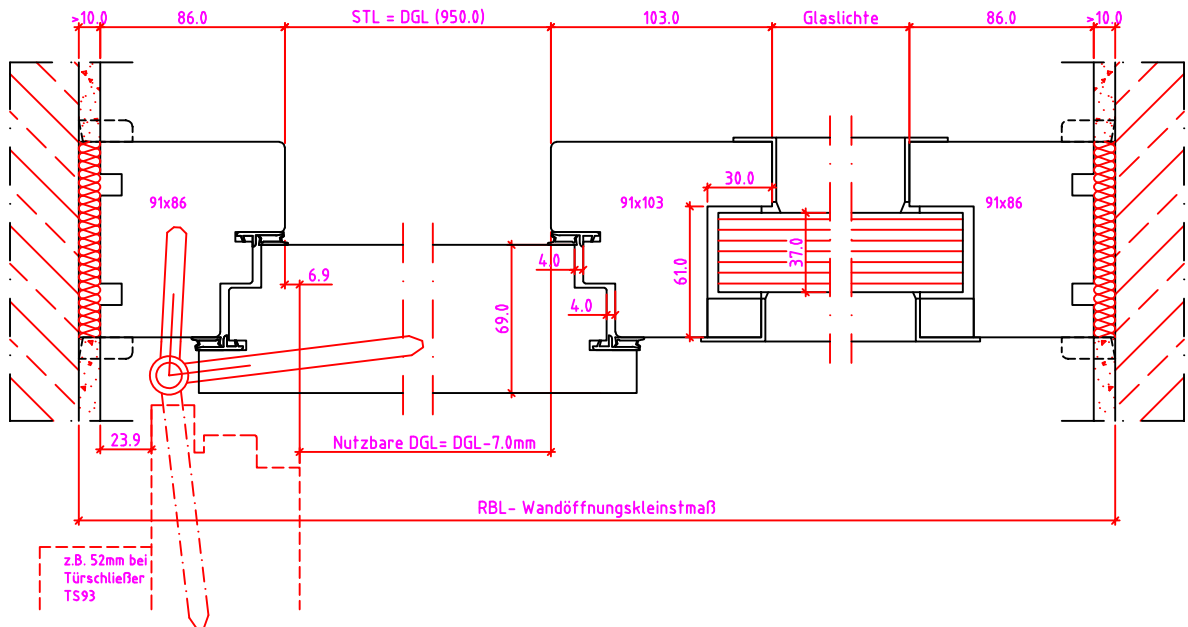 >10.0 86.0 STL = DGL (950.0) 103.0 Glaslichte 86.0 >10.0
30.0
91x86 91x103 91x86
37.0
4.0
61.0
6.9
4.0
69.0
23.9 Nutzbare DGL= DGL-7.0mm
RBL- Wandöffnungskleinstmaß
z.B. 52mm bei
Türschließer
TS93